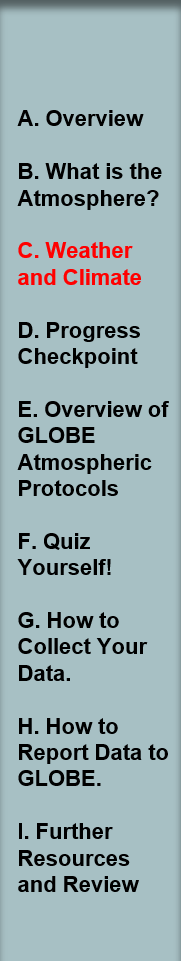 A. Overview
B. What is the
Atmosphere?
C. Weather
and Climate
D. Progress
Checkpoint
E. Overview of
GLOBE
Atmospheric
Protocols
F. Quiz
Yourself!
G. How to
Collect Your
Data.
H. How to
Report Data to
GLOBE.
I. Further
Resources
and Review